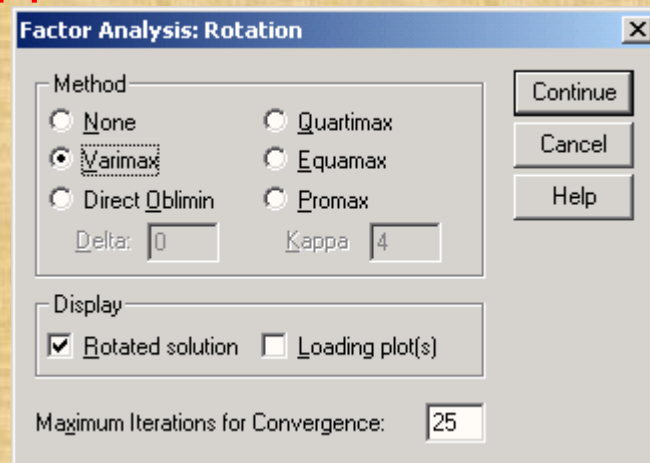 Factor Analysis: Rotation
Method
None
Quartimax
Varimax
Equamax
Direct Oblimin
Promax
Delta: 0
Kappa 4
Display
Rotated solution
Loading plot(s)
Maximum Iterations for Convergence: 25
Continue
Cancel
Help